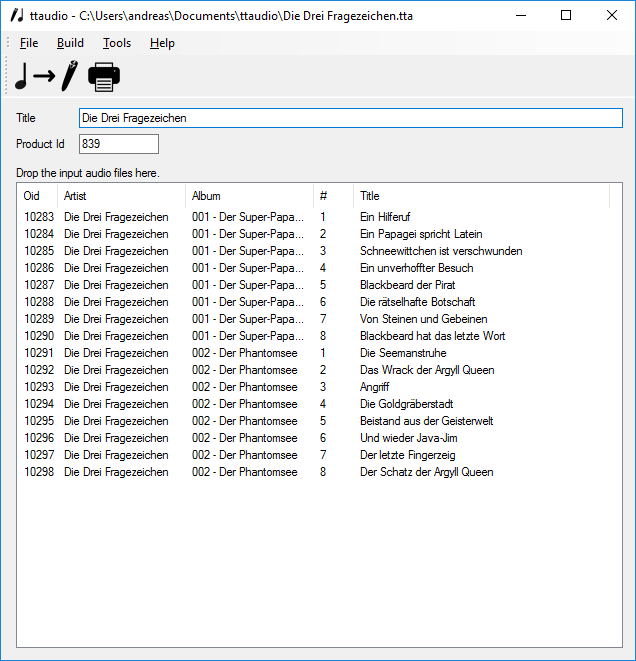 ttaudio - C:\Users\andreas\Documents\ttaudio\Die Drei Fragezeichen.tta
File Build Tools Help
Title Die Drei Fragezeichen
Product Id 839
Drop the input audio files here.
Oid Artist Album # Title
10283 Die Drei Fragezeichen 001 - Der Super-Papa... 1 Ein Hilferuf
10284 Die Drei Fragezeichen 001 - Der Super-Papa... 2 Ein Papagei spricht Latein
10285 Die Drei Fragezeichen 001 - Der Super-Papa... 3 Schneewittchen ist verschwunden
10286 Die Drei Fragezeichen 001 - Der Super-Papa... 4 Ein unverhoffter Besuch
10287 Die Drei Fragezeichen 001 - Der Super-Papa... 5 Blackbeard der Pirat
10288 Die Drei Fragezeichen 001 - Der Super-Papa... 6 Die rätselhafte Botschaft
10289 Die Drei Fragezeichen 001 - Der Super-Papa... 7 Von Steinen und Gebeinen
10290 Die Drei Fragezeichen 001 - Der Super-Papa... 8 Blackbeard hat das letzte Wort
10291 Die Drei Fragezeichen 002 - Der Phantomsee 1 Die Seemanstruhe
10292 Die Drei Fragezeichen 002 - Der Phantomsee 2 Das Wrack der Argyll Queen
10293 Die Drei Fragezeichen 002 - Der Phantomsee 3 Angriff
10294 Die Drei Fragezeichen 002 - Der Phantomsee 4 Die Goldgräberstadt
10295 Die Drei Fragezeichen 002 - Der Phantomsee 5 Beistand aus der Geisterwelt
10296 Die Drei Fragezeichen 002 - Der Phantomsee 6 Und wieder Java-Jim
10297 Die Drei Fragezeichen 002 - Der Phantomsee 7 Der letzte Fingerzeig
10298 Die Drei Fragezeichen 002 - Der Phantomsee 8 Der Schatz der Argyll Queen